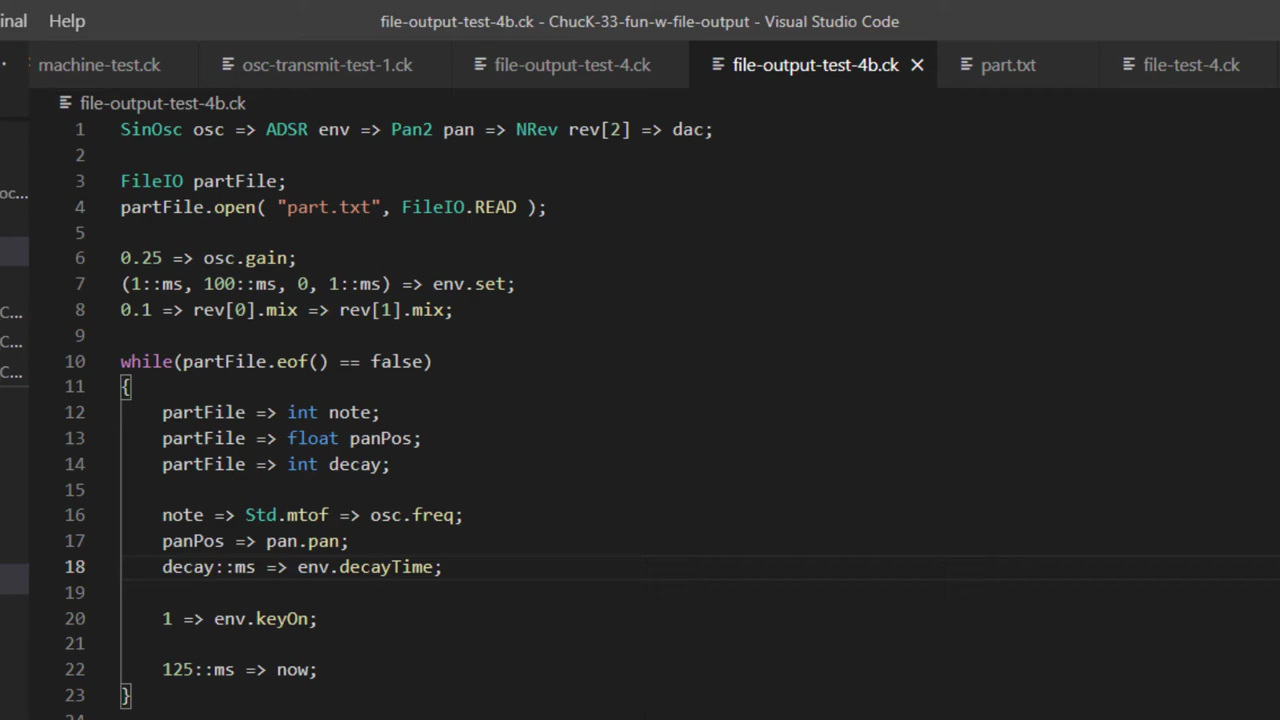 inal Help file-output-test-4b.ck - ChucK-33-fun-w-file-output - Visual Studio Code
machine-test.ck osc-transmit-test-1.ck file-output-test-4.ck file-output-test-4b.ck × part.txt file-test-4.ck
file-output-test-4b.ck
1 SinOsc osc => ADSR env => Pan2 pan => NRev rev[2] => dac;
2
3 FileIO partFile;
oc...
4 partFile.open( "part.txt", FileIO.READ );
5
6 0.25 => osc.gain;
7 (1::ms, 100::ms, 0, 1::ms) => env.set;
C...
8 0.1 => rev[0].mix => rev[1].mix;
9
C...
10 while(partFile.eof() == false)
C...
11 {
12 partFile => int note;
13 partFile => float panPos;
14 partFile => int decay;
15
16 note => Std.mtof => osc.freq;
17 panPos => pan.pan;
18 decay::ms => env.decayTime;
19
20 1 => env.keyOn;
21
22 125::ms => now;
23 }